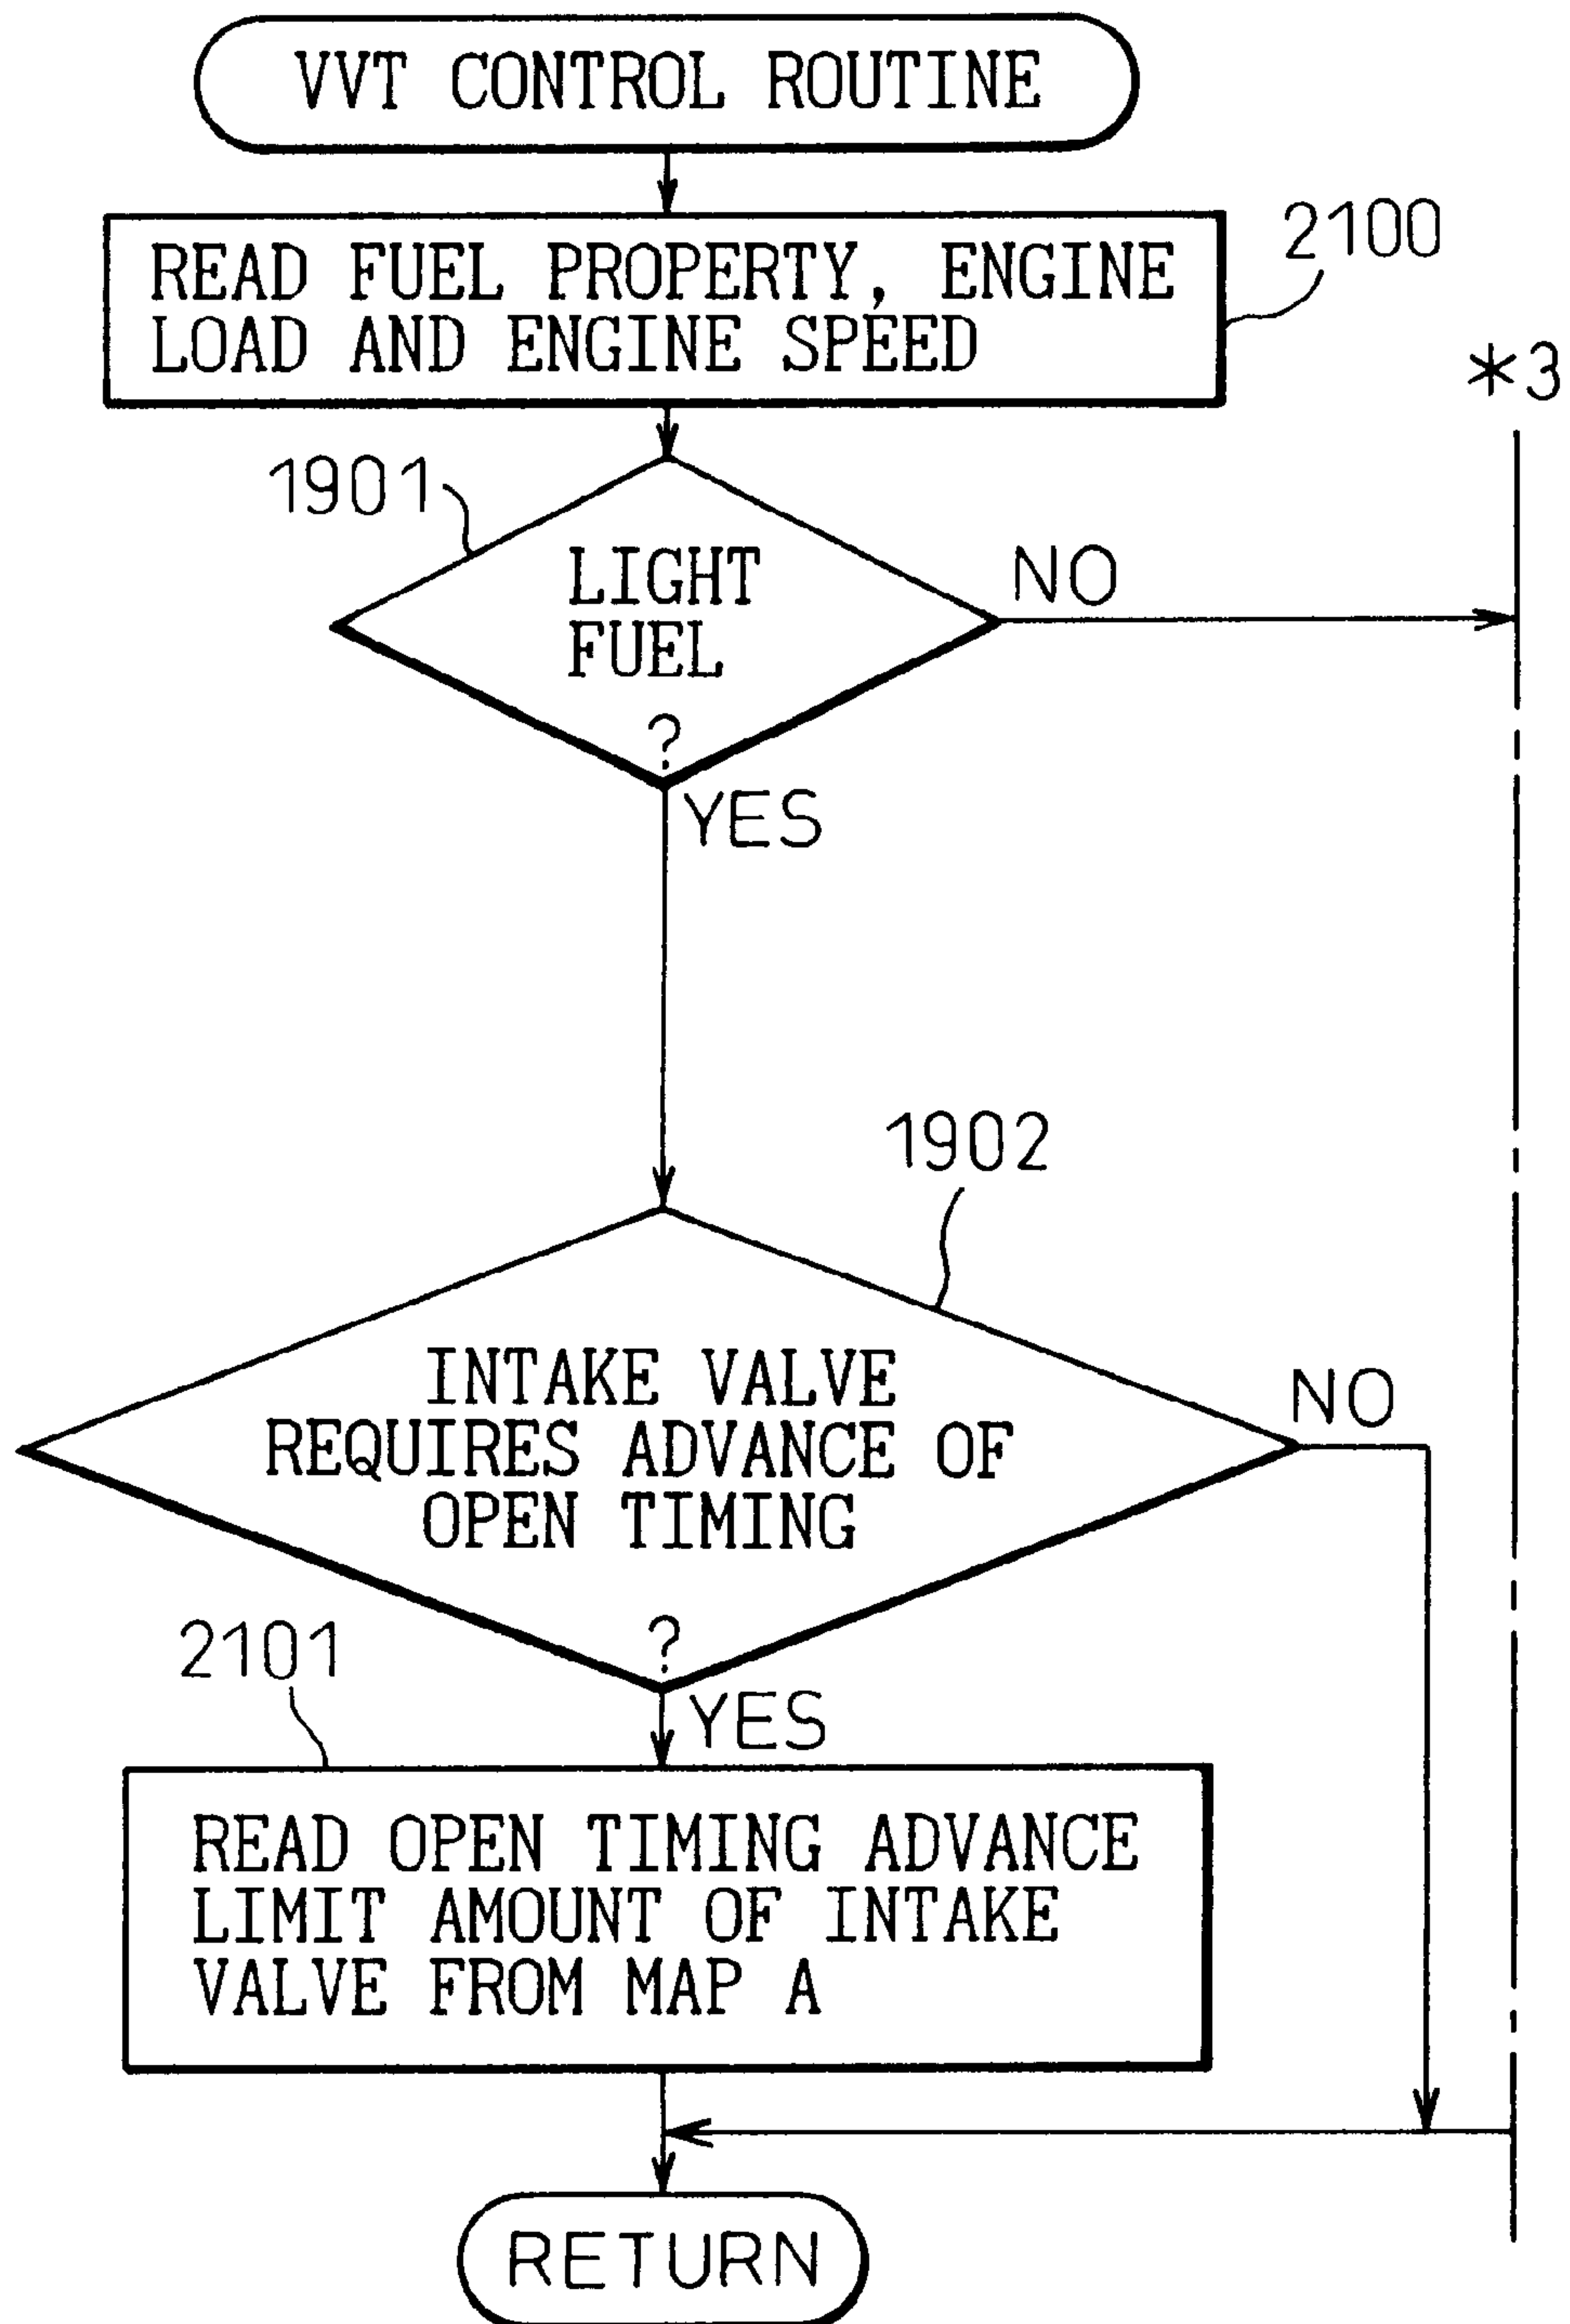 VVT CONTROL ROUTINE
READ FUEL PROPERTY, ENGINE
LOAD AND ENGINE SPEED
2100
*3
1901
LIGHT
FUEL
?
NO
YES
1902
INTAKE VALVE
REQUIRES ADVANCE OF
OPEN TIMING
?
NO
YES
2101
READ OPEN TIMING ADVANCE
LIMIT AMOUNT OF INTAKE
VALVE FROM MAP A
RETURN